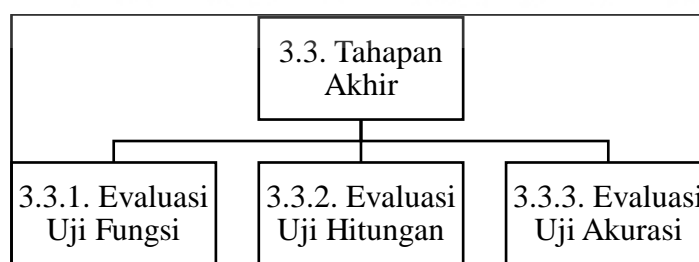 3.3. Tahapan
Akhir
3.3.1. Evaluasi
Uji Fungsi
3.3.2. Evaluasi
Uji Hitungan
3.3.3. Evaluasi
Uji Akurasi